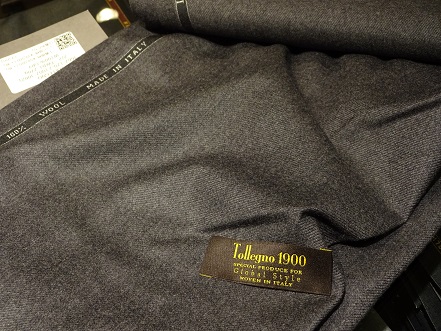 100% WOOL MADE IN ITALY
Tollegno 1900
SPECIAL PRODUCE FOR
Global Style
WOVEN IN ITALY